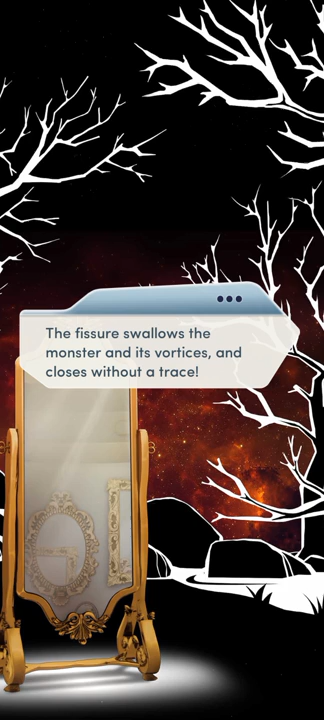 The fissure swallows the
monster and its vortices, and
closes without a trace!